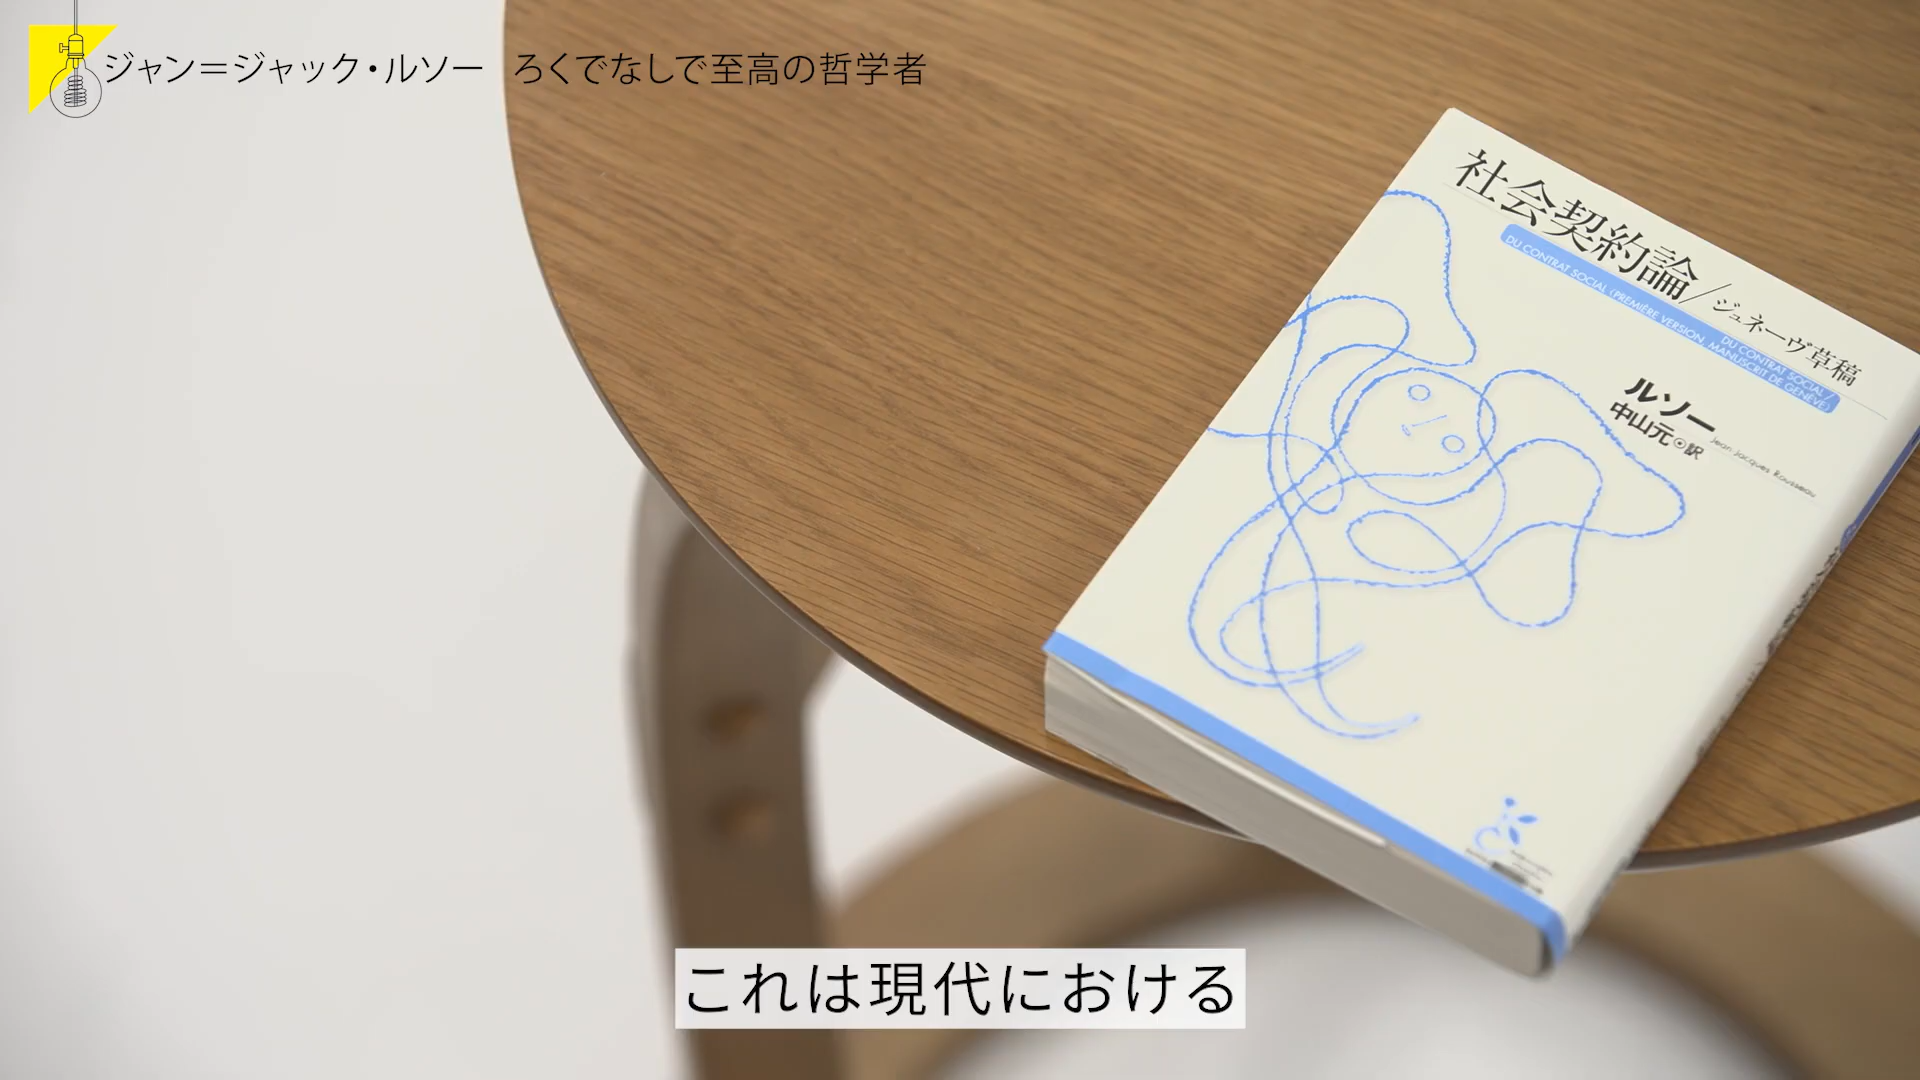 ジャン＝ジャック・ルソー ろくでなしで至高の哲学者
社会契約論/ジュネーヴ草稿
DU CONTRAT SOCIAL /
DU CONTRAT SOCIAL (PREMIÈRE VERSION, MANUSCRIT DE GENÈVE)
ルソー
Jean Jacques Rousseau
中山元⊙訳
これは現代における